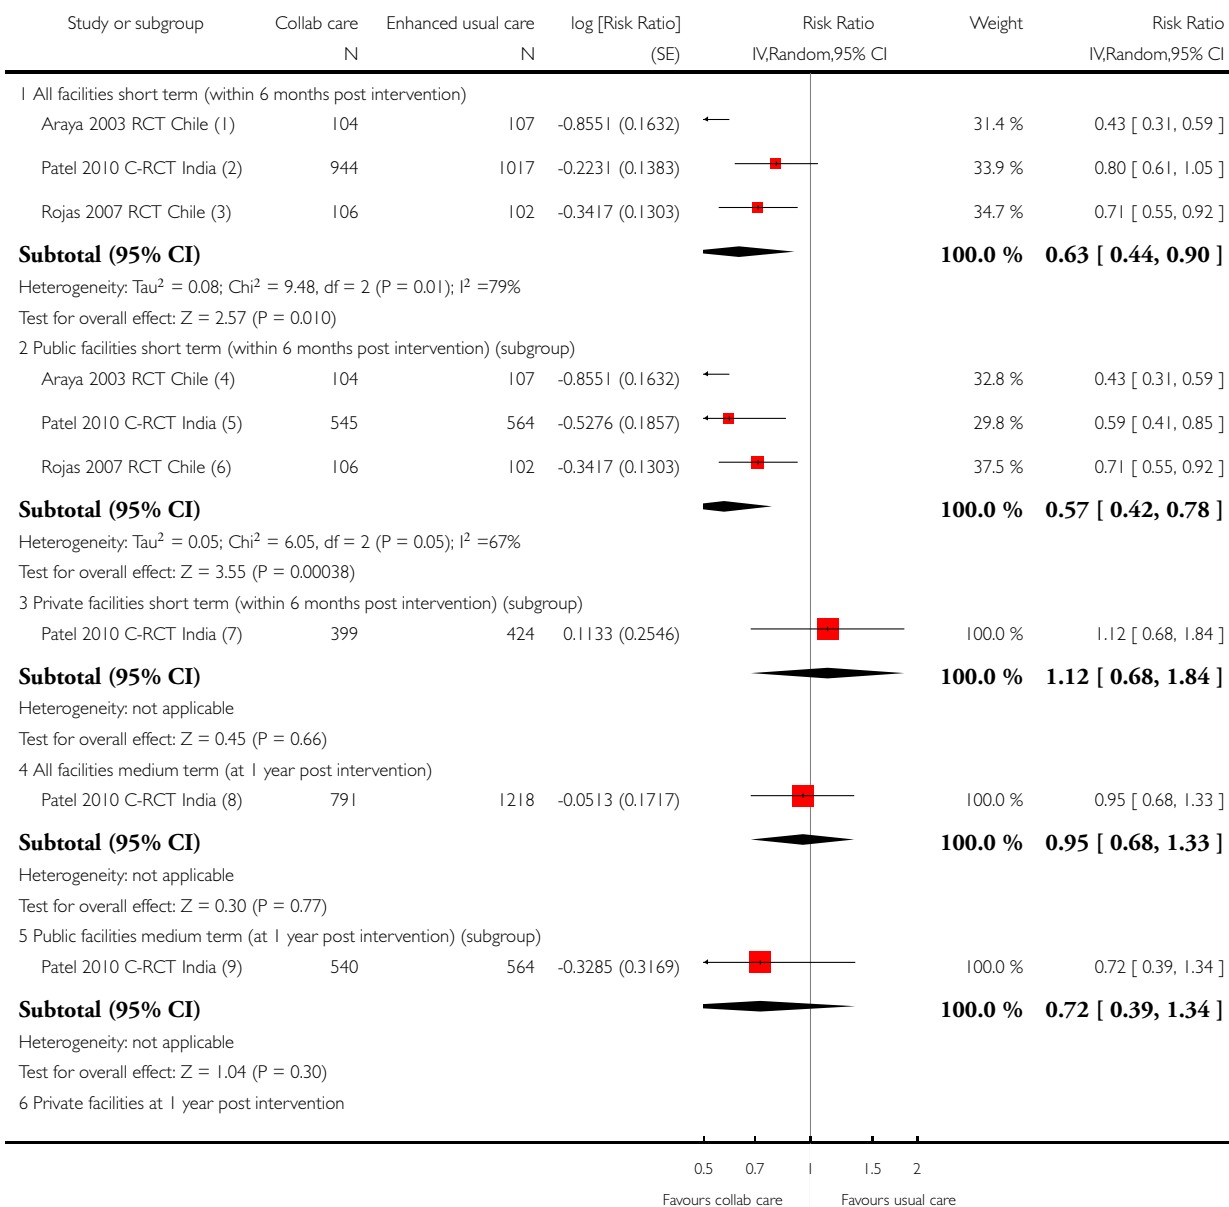 Study or subgroup Collab care Enhanced usual care log [Risk Ratio] Risk Ratio Weight Risk Ratio
N N (SE) IV,Random,95% CI IV,Random,95% CI
1 All facilities short term (within 6 months post intervention)
Araya 2003 RCT Chile (1) 104 107 -0.8551 (0.1632) 31.4 % 0.43 [ 0.31, 0.59 ]
Patel 2010 C-RCT India (2) 944 1017 -0.2231 (0.1383) 33.9 % 0.80 [ 0.61, 1.05 ]
Rojas 2007 RCT Chile (3) 106 102 -0.3417 (0.1303) 34.7 % 0.71 [ 0.55, 0.92 ]
Subtotal (95% CI) 100.0 % 0.63 [ 0.44, 0.90 ]
Heterogeneity: Tau² = 0.08; Chi² = 9.48, df = 2 (P = 0.01); I² =79%
Test for overall effect: Z = 2.57 (P = 0.010)
2 Public facilities short term (within 6 months post intervention) (subgroup)
Araya 2003 RCT Chile (4) 104 107 -0.8551 (0.1632) 32.8 % 0.43 [ 0.31, 0.59 ]
Patel 2010 C-RCT India (5) 545 564 -0.5276 (0.1857) 29.8 % 0.59 [ 0.41, 0.85 ]
Rojas 2007 RCT Chile (6) 106 102 -0.3417 (0.1303) 37.5 % 0.71 [ 0.55, 0.92 ]
Subtotal (95% CI) 100.0 % 0.57 [ 0.42, 0.78 ]
Heterogeneity: Tau² = 0.05; Chi² = 6.05, df = 2 (P = 0.05); I² =67%
Test for overall effect: Z = 3.55 (P = 0.00038)
3 Private facilities short term (within 6 months post intervention) (subgroup)
Patel 2010 C-RCT India (7) 399 424 0.1133 (0.2546) 100.0 % 1.12 [ 0.68, 1.84 ]
Subtotal (95% CI) 100.0 % 1.12 [ 0.68, 1.84 ]
Heterogeneity: not applicable
Test for overall effect: Z = 0.45 (P = 0.66)
4 All facilities medium term (at 1 year post intervention)
Patel 2010 C-RCT India (8) 791 1218 -0.0513 (0.1717) 100.0 % 0.95 [ 0.68, 1.33 ]
Subtotal (95% CI) 100.0 % 0.95 [ 0.68, 1.33 ]
Heterogeneity: not applicable
Test for overall effect: Z = 0.30 (P = 0.77)
5 Public facilities medium term (at 1 year post intervention) (subgroup)
Patel 2010 C-RCT India (9) 540 564 -0.3285 (0.3169) 100.0 % 0.72 [ 0.39, 1.34 ]
Subtotal (95% CI) 100.0 % 0.72 [ 0.39, 1.34 ]
Heterogeneity: not applicable
Test for overall effect: Z = 1.04 (P = 0.30)
6 Private facilities at 1 year post intervention
0.5 0.7 1 1.5 2
Favours collab care Favours usual care